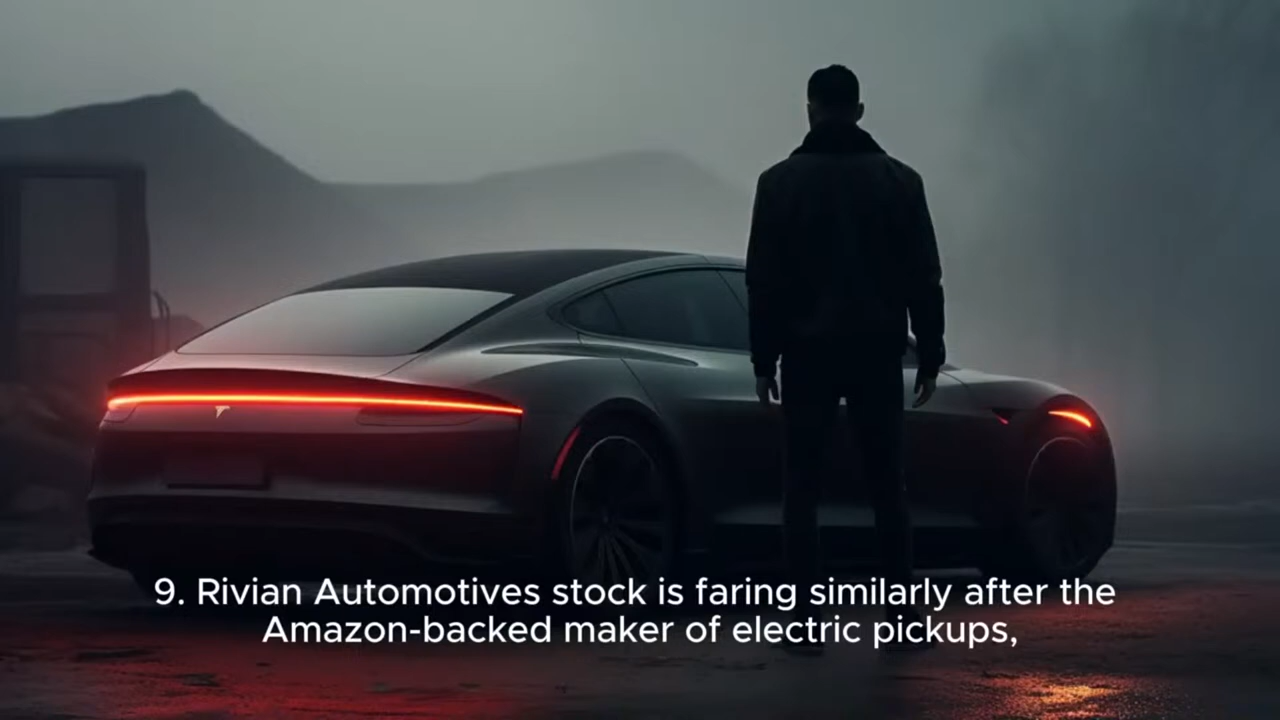 9. Rivian Automotives stock is faring similarly after the
Amazon-backed maker of electric pickups,